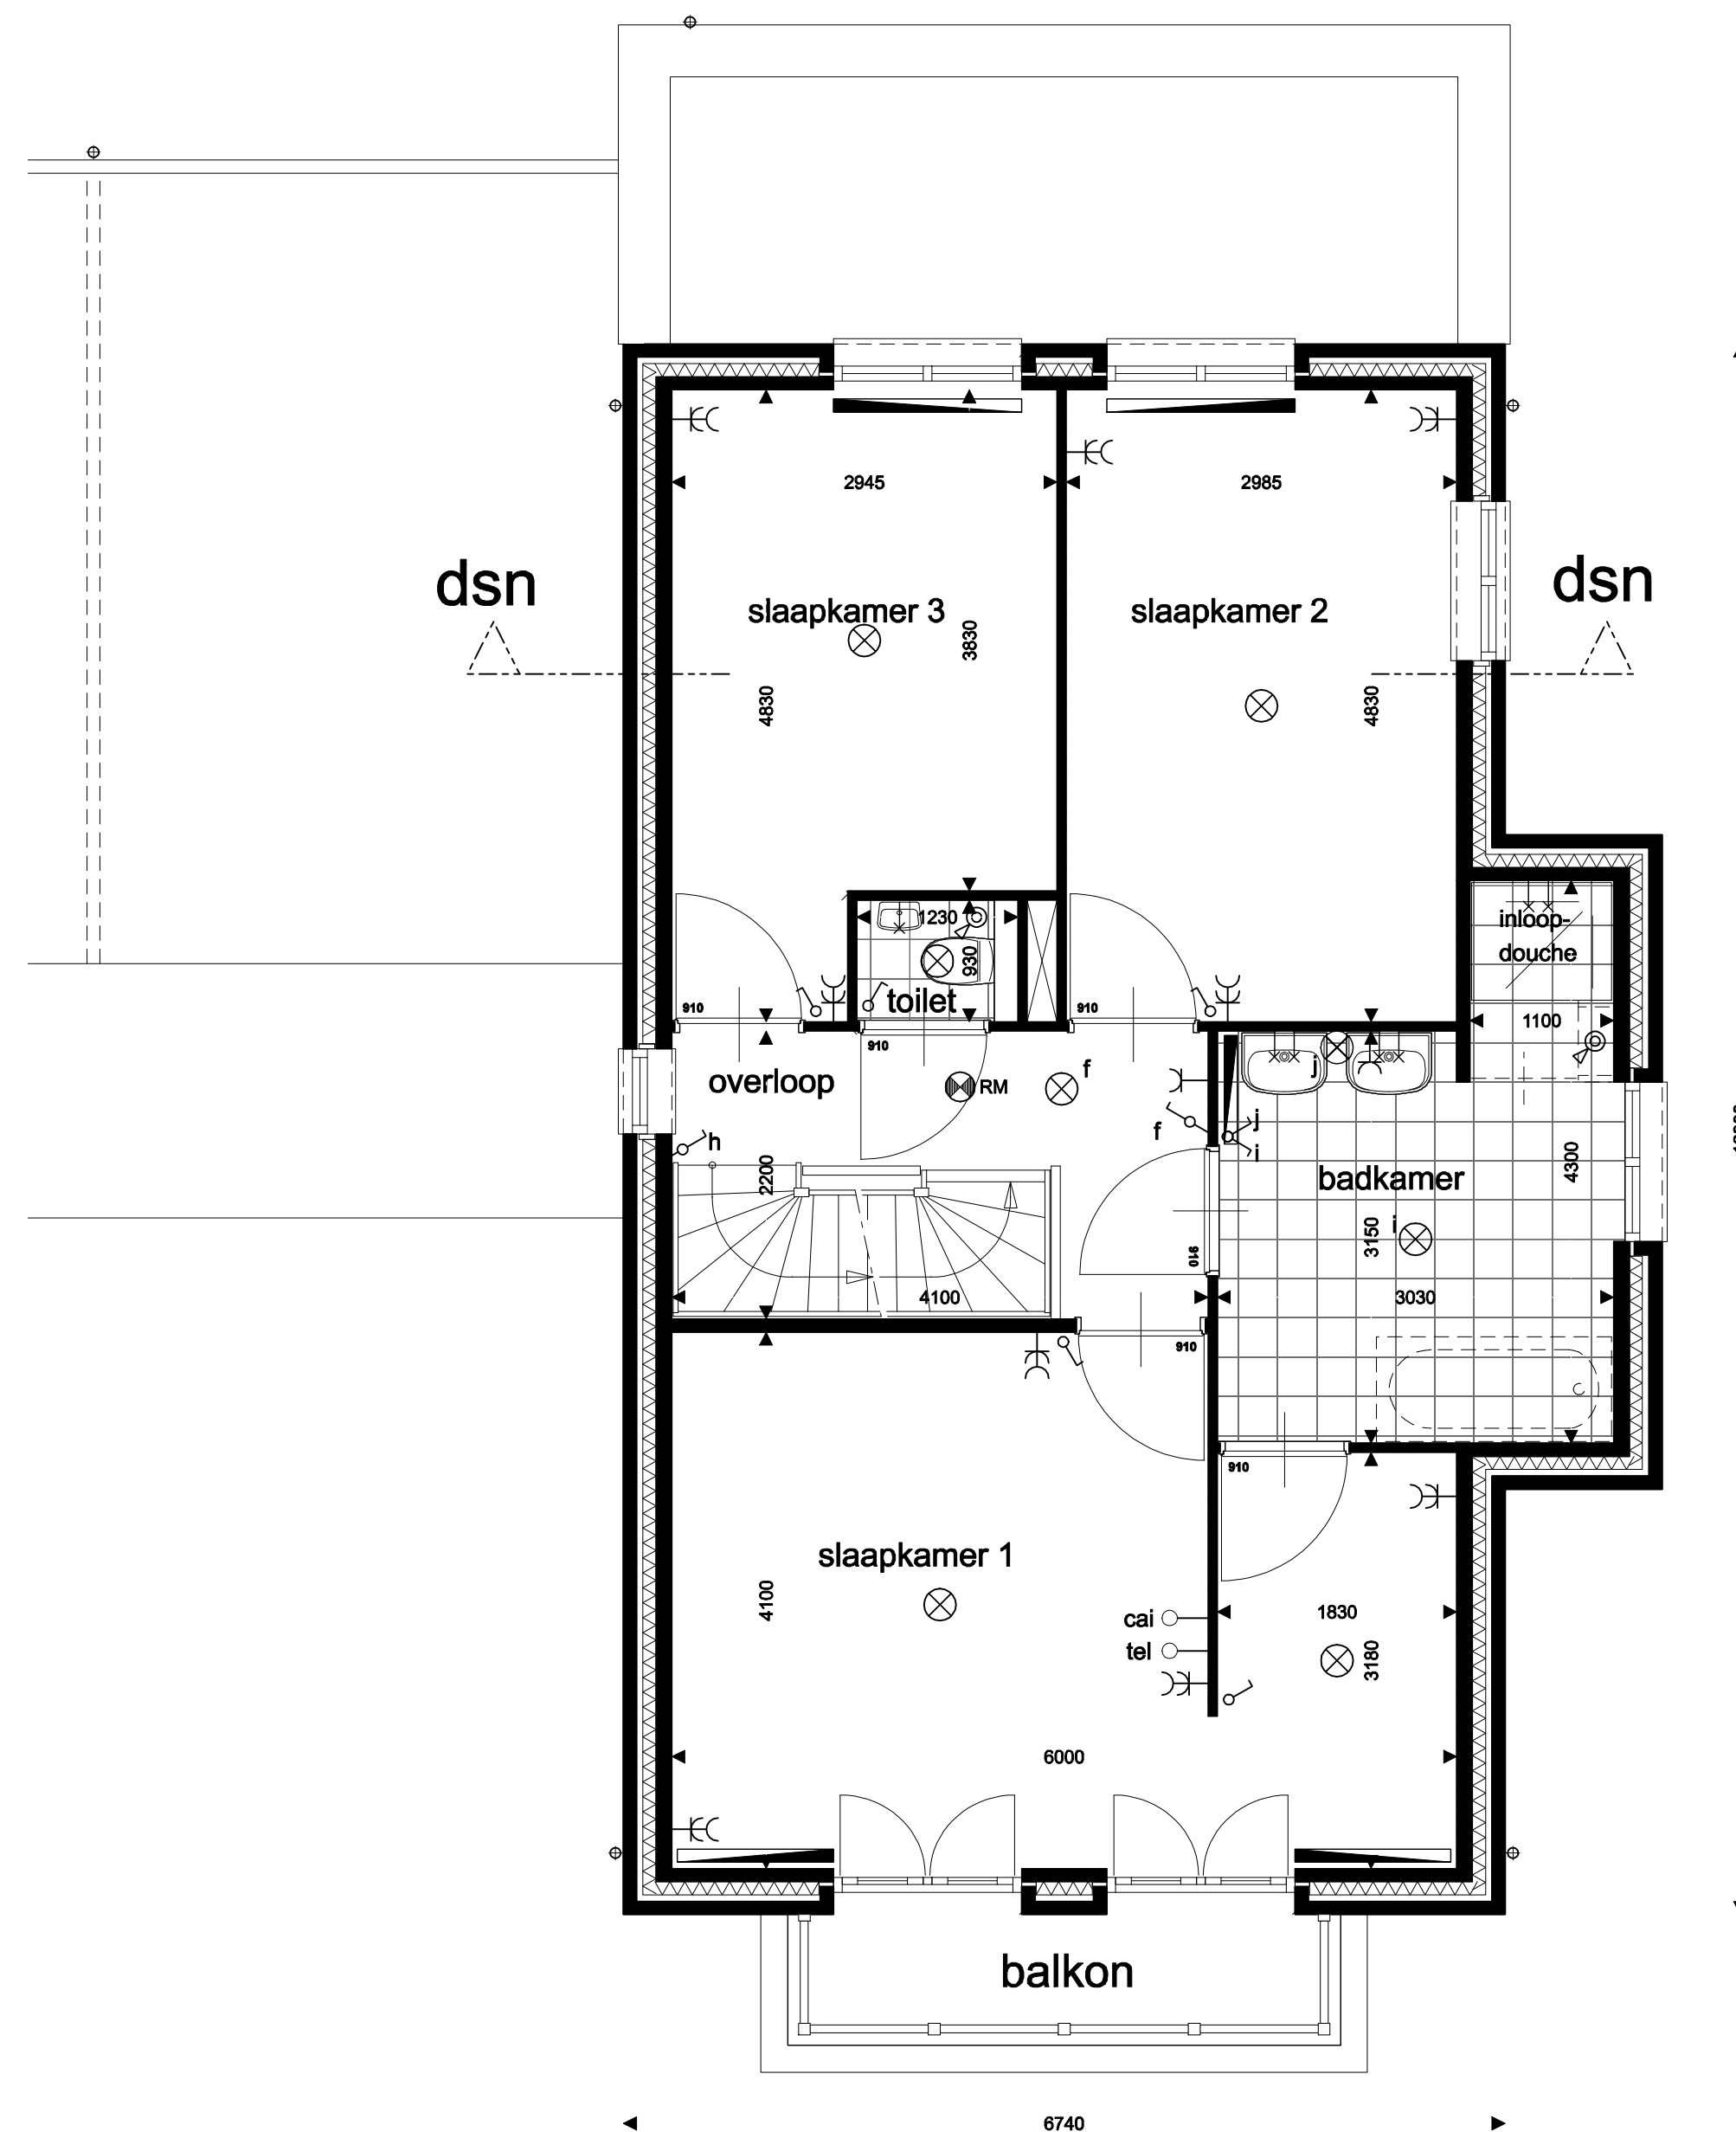 2945
2985
dsn
dsn
slaapkamer 3
slaapkamer 2
3830
4830
4830
1230
930
toilet
inloop-
douche
910
910
910
1100
overloop
RM
f
j
f
j
i
h
2200
badkamer
4300
i
3150
910
4100
3030
910
910
slaapkamer 1
4100
cai
tel
1830
3180
6000
balkon
6740